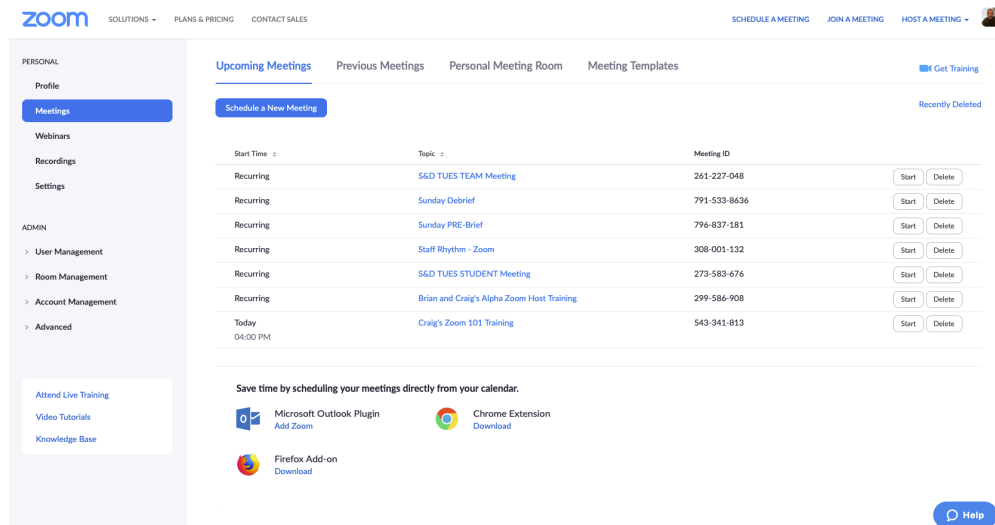 zoom SOLUTIONS PLANS & PRICING CONTACT SALES SCHEDULE A MEETING JOIN A MEETING HOST A MEETING
PERSONAL
Profile
Meetings
Webinars
Recordings
Settings
ADMIN
User Management
Room Management
Account Management
Advanced
Attend Live Training
Video Tutorials
Knowledge Base
Upcoming Meetings Previous Meetings Personal Meeting Room Meeting Templates
Get Training
Schedule a New Meeting
Recently Deleted
Start Time Topic Meeting ID
Recurring S&D TUES TEAM Meeting 261-227-048 Start Delete
Recurring Sunday Debrief 791-533-8636 Start Delete
Recurring Sunday PRE-Brief 796-837-181 Start Delete
Recurring Staff Rhythm - Zoom 308-001-132 Start Delete
Recurring S&D TUES STUDENT Meeting 273-583-676 Start Delete
Recurring Brian and Craig's Alpha Zoom Host Training 299-586-908 Start Delete
Today Craig's Zoom 101 Training 543-341-813 Start Delete
04:00 PM
Save time by scheduling your meetings directly from your calendar.
Microsoft Outlook Plugin Chrome Extension
Add Zoom Download
Firefox Add-on
Download
Help